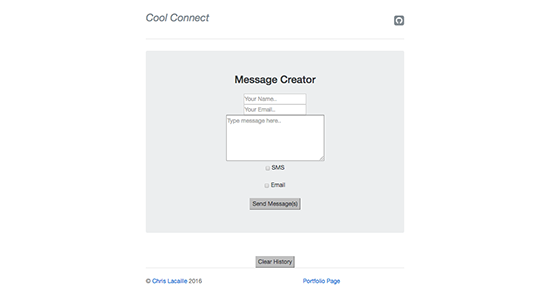 Cool Connect
Message Creator
Your Name..
Your Email..
Type message here..
SMS
Email
Send Message(s)
Clear History
© Chris Lacaille 2016
Portfolio Page